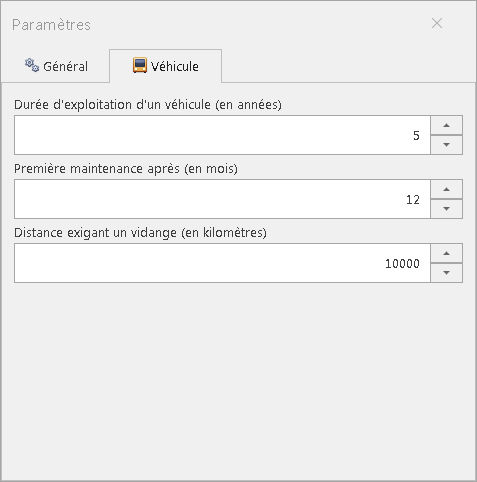 Paramètres
Général
Véhicule
Durée d'exploitation d'un véhicule (en années)
5
Première maintenance après (en mois)
12
Distance exigant un vidange (en kilomètres)
10000